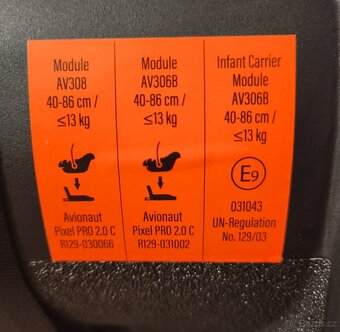 Module
AV308
40-86 cm /
≤13 kg
Avionaut
Pixel PRO 2.0 C
R129-030066
Module
AV306B
40-86 cm /
≤13 kg
Avionaut
Pixel PRO 2.0 C
R129-031002
Infant Carrier
Module
AV306B
40-86 cm /
≤13 kg
E9
031043
UN-Regulation
No. 129/03